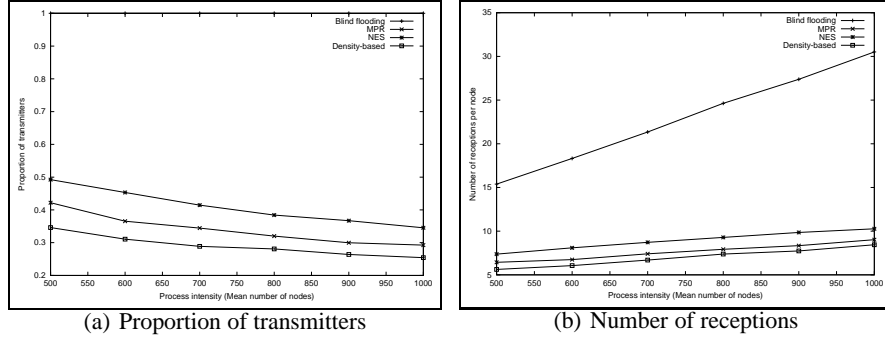 Blind flooding
MPR
NES
Density-based
1
0.9
0.8
0.7
0.6
0.5
0.4
0.3
0.2
Proportion of transmitters
500 550 600 650 700 750 800 850 900 950 1000
Process intensity (Mean number of nodes)
(a) Proportion of transmitters
Blind flooding
MPR
NES
Density-based
35
30
25
20
15
10
5
Number of receptions per node
500 550 600 650 700 750 800 850 900 950 1000
Process intensity (Mean number of nodes)
(b) Number of receptions